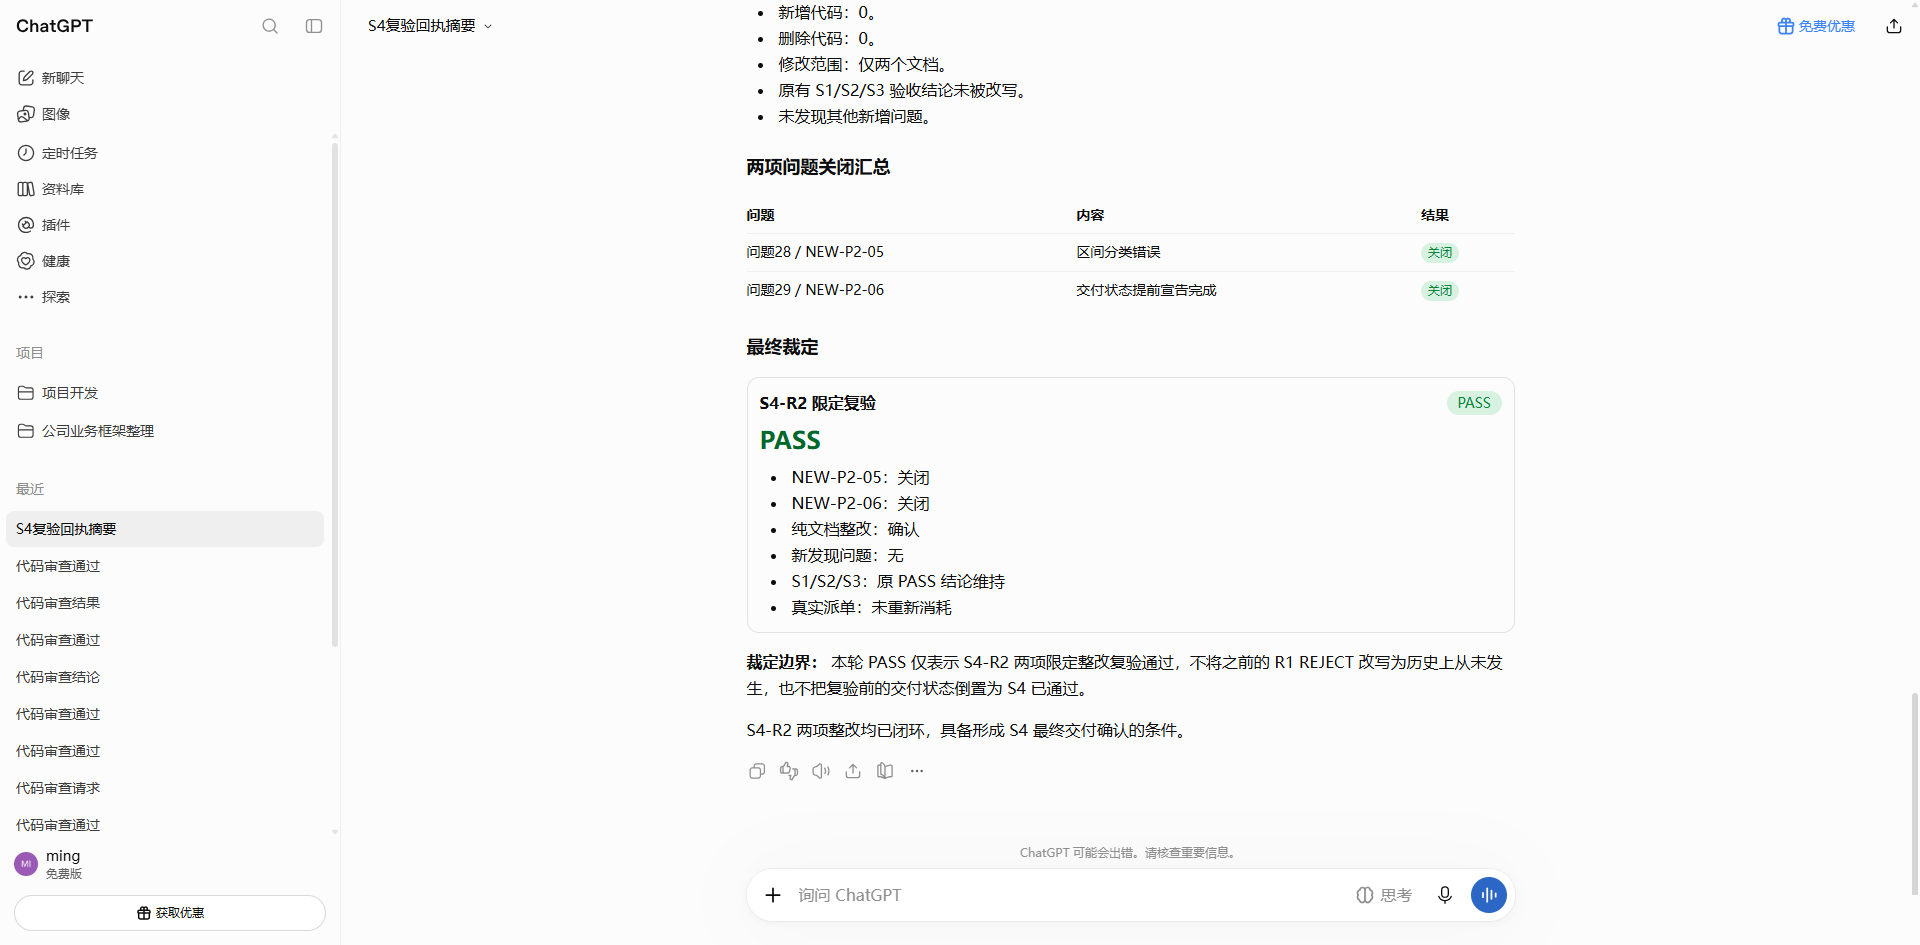 ChatGPT
新聊天
图像
定时任务
资料库
插件
健康
探索
项目
项目开发
公司业务框架整理
最近
S4复验回执摘要
代码审查通过
代码审查结果
代码审查通过
代码审查结论
代码审查通过
代码审查通过
代码审查请求
代码审查通过
MI
ming
免费版
获取优惠
S4复验回执摘要
免费优惠
新增代码：0。
删除代码：0。
修改范围：仅两个文档。
原有 S1/S2/S3 验收结论未被改写。
未发现其他新增问题。
两项问题关闭汇总
问题 内容 结果
问题28 / NEW-P2-05 区间分类错误 关闭
问题29 / NEW-P2-06 交付状态提前宣告完成 关闭
最终裁定
S4-R2 限定复验 PASS
PASS
NEW-P2-05：关闭
NEW-P2-06：关闭
纯文档整改：确认
新发现问题：无
S1/S2/S3：原 PASS 结论维持
真实派单：未重新消耗
裁定边界： 本轮 PASS 仅表示 S4-R2 两项限定整改复验通过，不将之前的 R1 REJECT 改写为历史上从未发
生，也不把复验前的交付状态倒置为 S4 已通过。
S4-R2 两项整改均已闭环，具备形成 S4 最终交付确认的条件。
ChatGPT 可能会出错。请核查重要信息。
询问 ChatGPT
思考